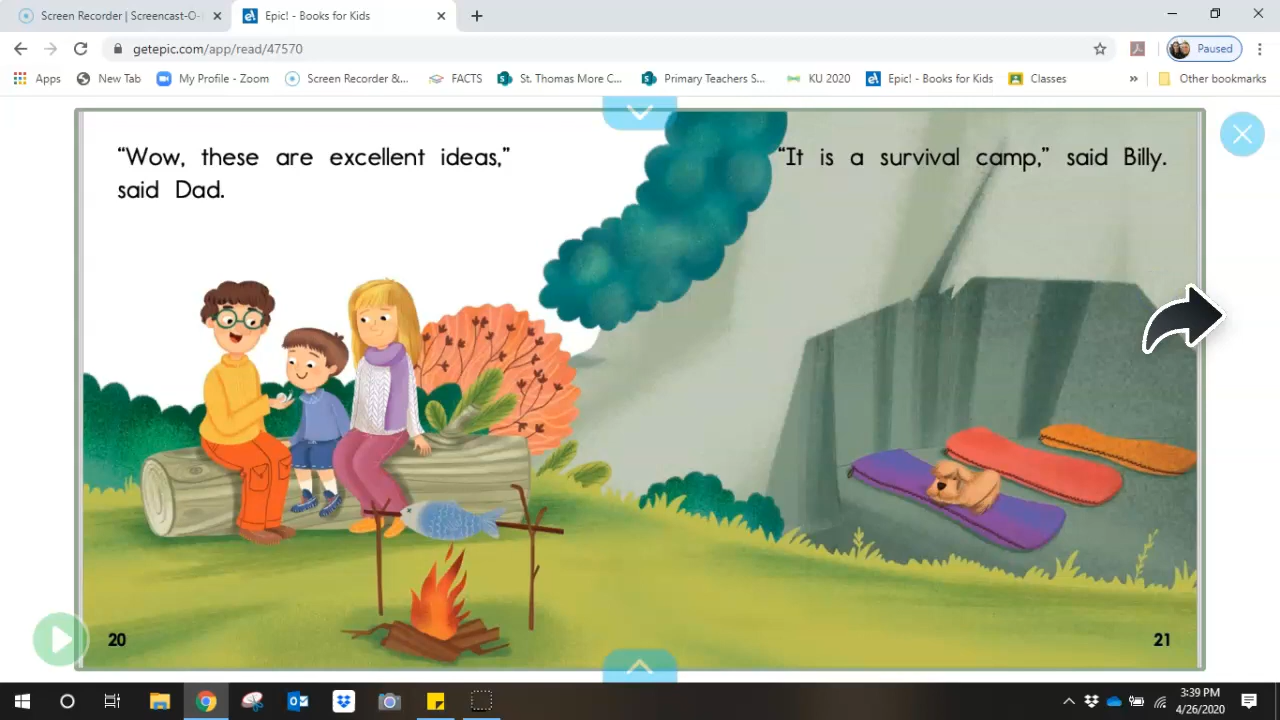 Screen Recorder | Screencast-O-
Epic! - Books for Kids
getepic.com/app/read/47570
Paused
Apps
New Tab
My Profile - Zoom
Screen Recorder &...
FACTS
St. Thomas More C...
Primary Teachers S...
KU 2020
Epic! - Books for Kids
Classes
»
Other bookmarks
“Wow, these are excellent ideas,”
said Dad.
“It is a survival camp,” said Billy.
20
21
3:39 PM
4/26/2020